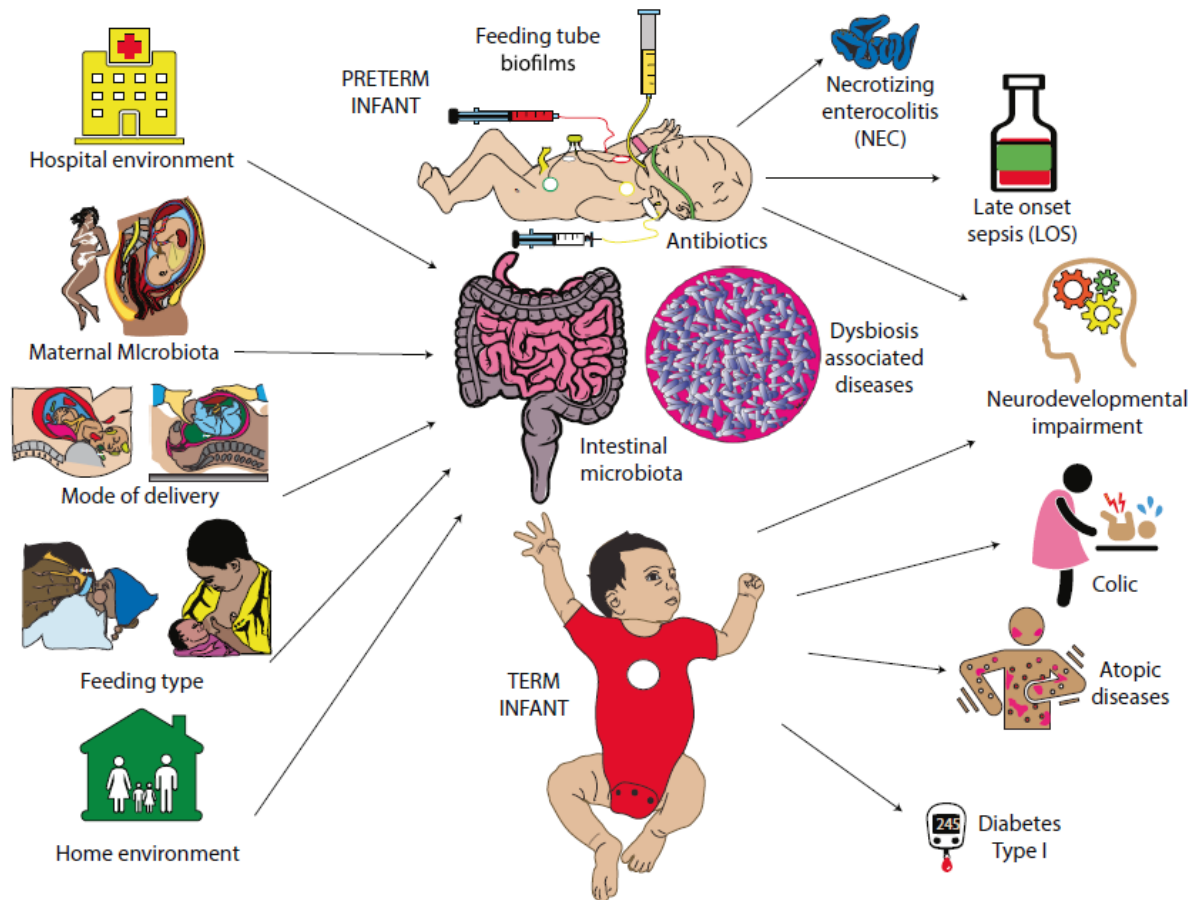 Feeding tube
biofilms
PRETERM
INFANT
Necrotizing
enterocolitis
(NEC)
Hospital environment
Late onset
sepsis (LOS)
Antibiotics
Maternal MIcrobiota
Dysbiosis
associated
diseases
Neurodevelopmental
impairment
Intestinal
microbiota
Mode of delivery
Colic
Feeding type
TERM
INFANT
Atopic
diseases
Home environment
245
Diabetes
Type I